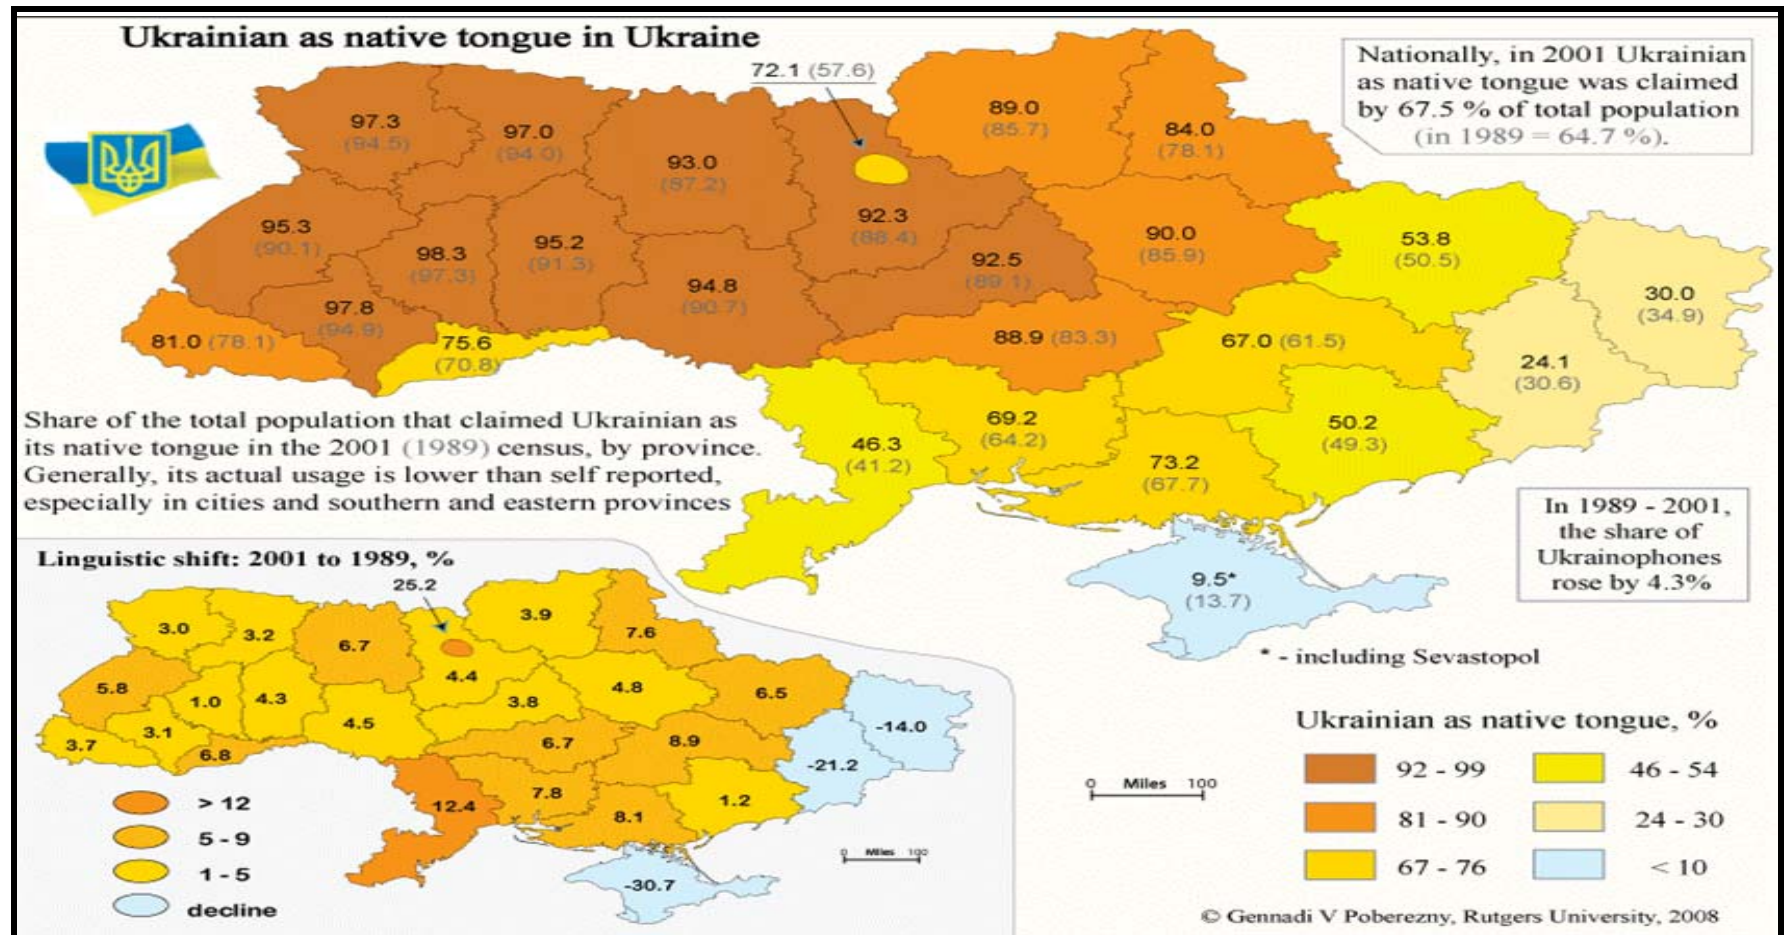 Ukrainian as native tongue in Ukraine
72.1 (57.6)
Nationally, in 2001 Ukrainian
as native tongue was claimed
by 67.5 % of total population
(in 1989 = 64.7 %).
97.3
(94.5)
97.0
(94.0)
93.0
(87.2)
89.0
(85.7)
84.0
(78.1)
95.3
(90.1)
98.3
(97.3)
95.2
(91.3)
92.3
(88.4)
92.5
(89.1)
90.0
(85.9)
53.8
(50.5)
30.0
(34.9)
97.8
(94.9)
94.8
(90.7)
81.0 (78.1)
75.6
(70.8)
88.9 (83.3)
67.0 (61.5)
24.1
(30.6)
46.3
(41.2)
69.2
(64.2)
73.2
(67.7)
50.2
(49.3)
9.5*
(13.7)
Share of the total population that claimed Ukrainian as
its native tongue in the 2001 (1989) census, by province.
Generally, its actual usage is lower than self reported,
especially in cities and southern and eastern provinces
In 1989 - 2001,
the share of
Ukrainophones
rose by 4.3%
* - including Sevastopol
Linguistic shift: 2001 to 1989, %
25.2
3.0
3.2
6.7
3.9
7.6
5.8
1.0
4.3
4.4
3.8
4.8
6.5
-14.0
3.7
3.1
6.8
4.5
6.7
8.9
-21.2
12.4
7.8
8.1
1.2
-30.7
> 12
5 - 9
1 - 5
decline
0 Miles 100
0 Miles 100
Ukrainian as native tongue, %
92 - 99
46 - 54
81 - 90
24 - 30
67 - 76
< 10
© Gennadi V Poberezny, Rutgers University, 2008